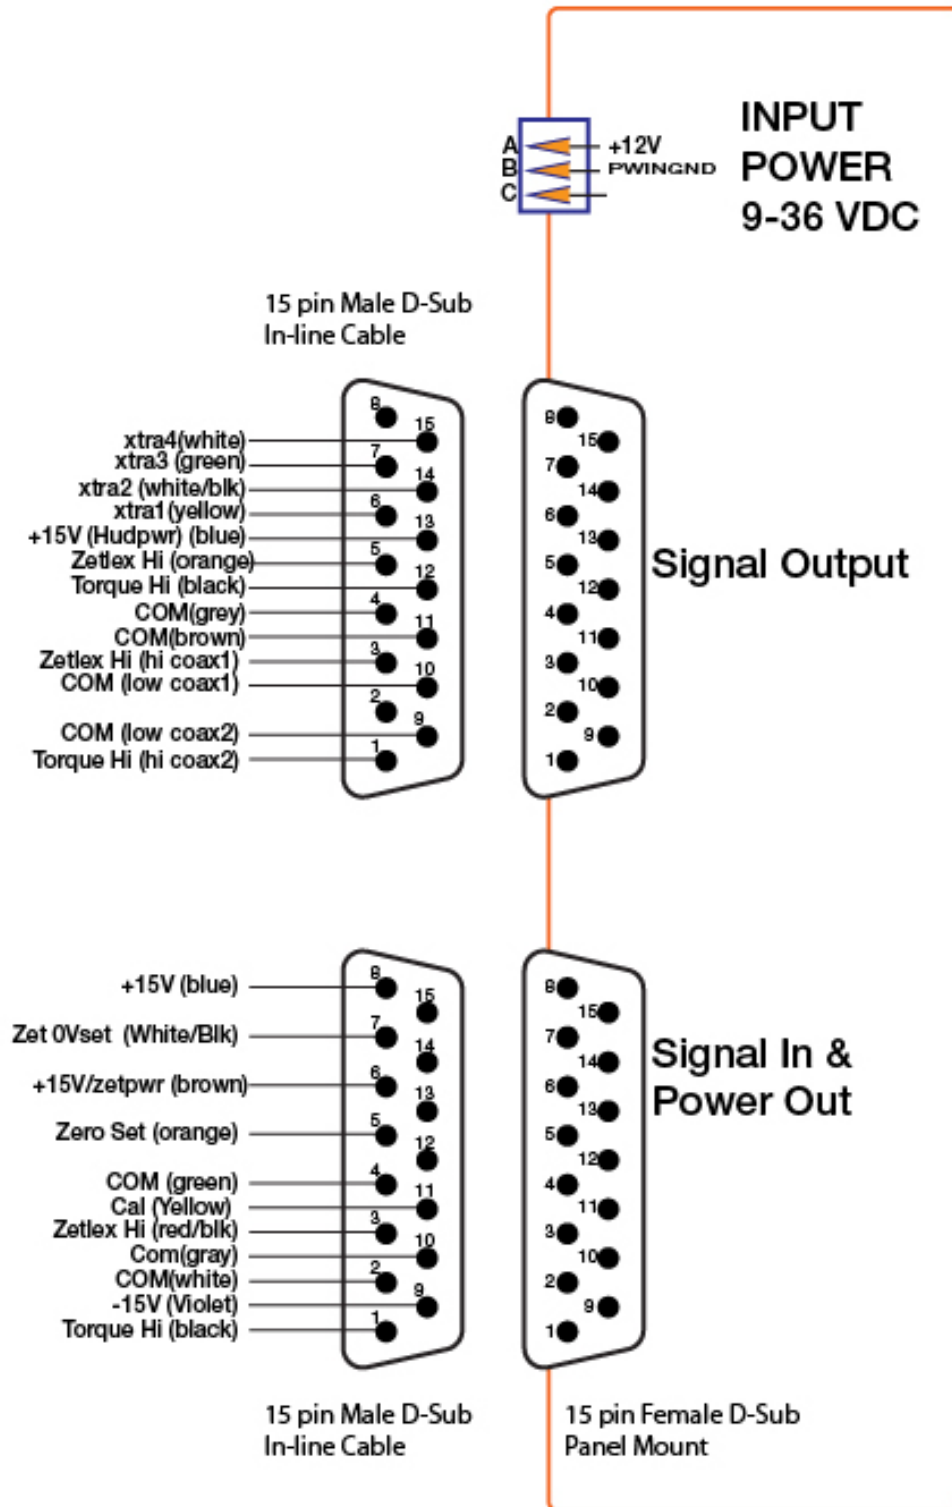 INPUT
POWER
9-36 VDC
A
+12V
B
PWINGND
C
15 pin Male D-Sub
In-line Cable
8
15
xtra4(white)
7
xtra3 (green)
14
xtra2 (white/blk)
6
xtra1(yellow)
13
+15V (Hudpwr) (blue)
5
Zetlex Hi (orange)
12
Torque Hi (black)
4
COM(grey)
11
COM(brown)
3
Zetlex Hi (hi coax1)
10
COM (low coax1)
2
9
COM (low coax2)
1
Torque Hi (hi coax2)
8
15
7
14
6
13
5
12
4
11
3
10
2
9
1
Signal Output
8
+15V (blue)
15
7
Zet 0Vset (White/Blk)
14
6
+15V/zetpwr (brown)
13
5
Zero Set (orange)
12
4
COM (green)
11
Cal (Yellow)
3
Zetlex Hi (red/blk)
10
Com(gray)
2
COM(white)
9
-15V (Violet)
1
Torque Hi (black)
8
15
7
14
6
13
5
12
4
11
3
10
2
9
1
Signal In &
Power Out
15 pin Male D-Sub
In-line Cable
15 pin Female D-Sub
Panel Mount